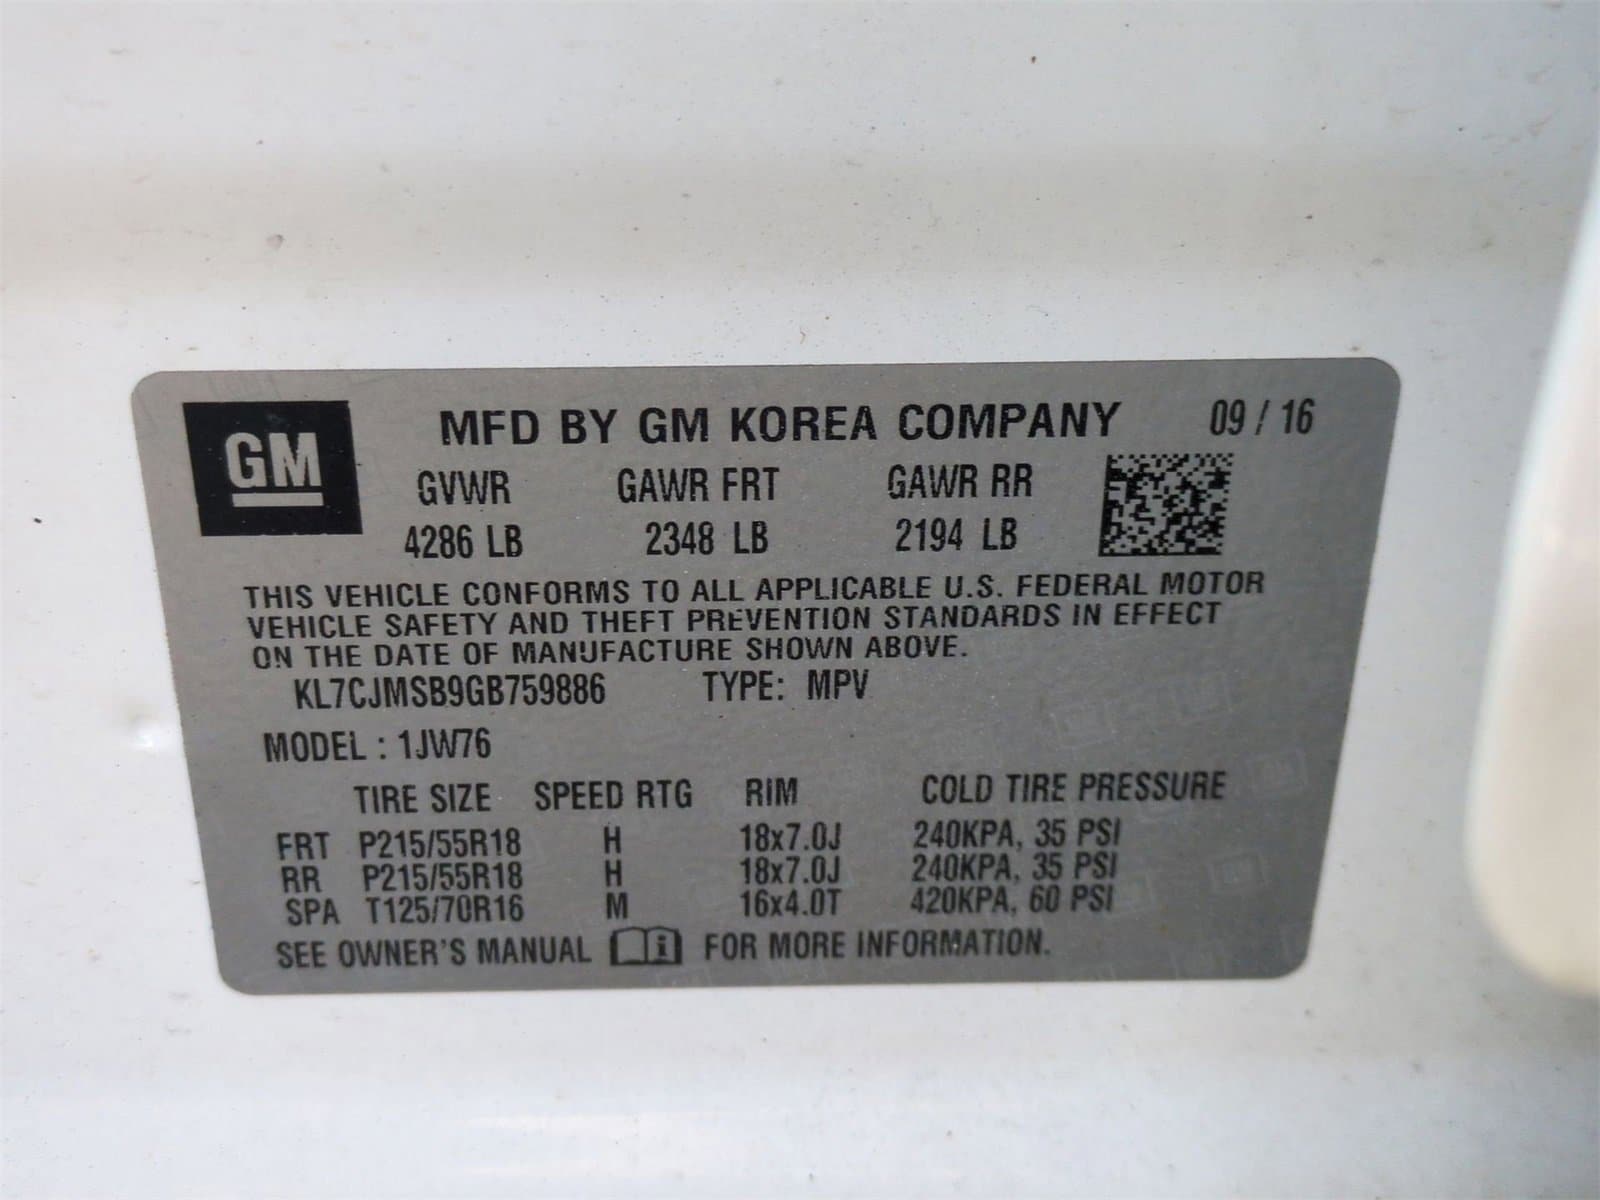 GM
MFD BY GM KOREA COMPANY 09 / 16
GVWR GAWR FRT GAWR RR
4286 LB 2348 LB 2194 LB
THIS VEHICLE CONFORMS TO ALL APPLICABLE U.S. FEDERAL MOTOR
VEHICLE SAFETY AND THEFT PREVENTION STANDARDS IN EFFECT
ON THE DATE OF MANUFACTURE SHOWN ABOVE.
KL7CJMSB9GB759886 TYPE: MPV
MODEL : 1JW76
TIRE SIZE SPEED RTG RIM COLD TIRE PRESSURE
FRT P215/55R18 H 18x7.0J 240KPA, 35 PSI
RR P215/55R18 H 18x7.0J 240KPA, 35 PSI
SPA T125/70R16 M 16x4.0T 420KPA, 60 PSI
SEE OWNER'S MANUAL FOR MORE INFORMATION.